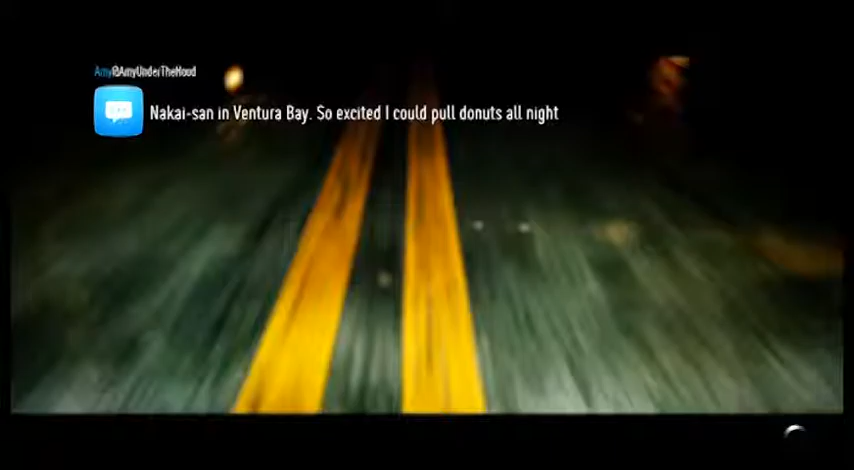 Amy@AmyUnderTheHood
Nakai-san in Ventura Bay. So excited I could pull donuts all night